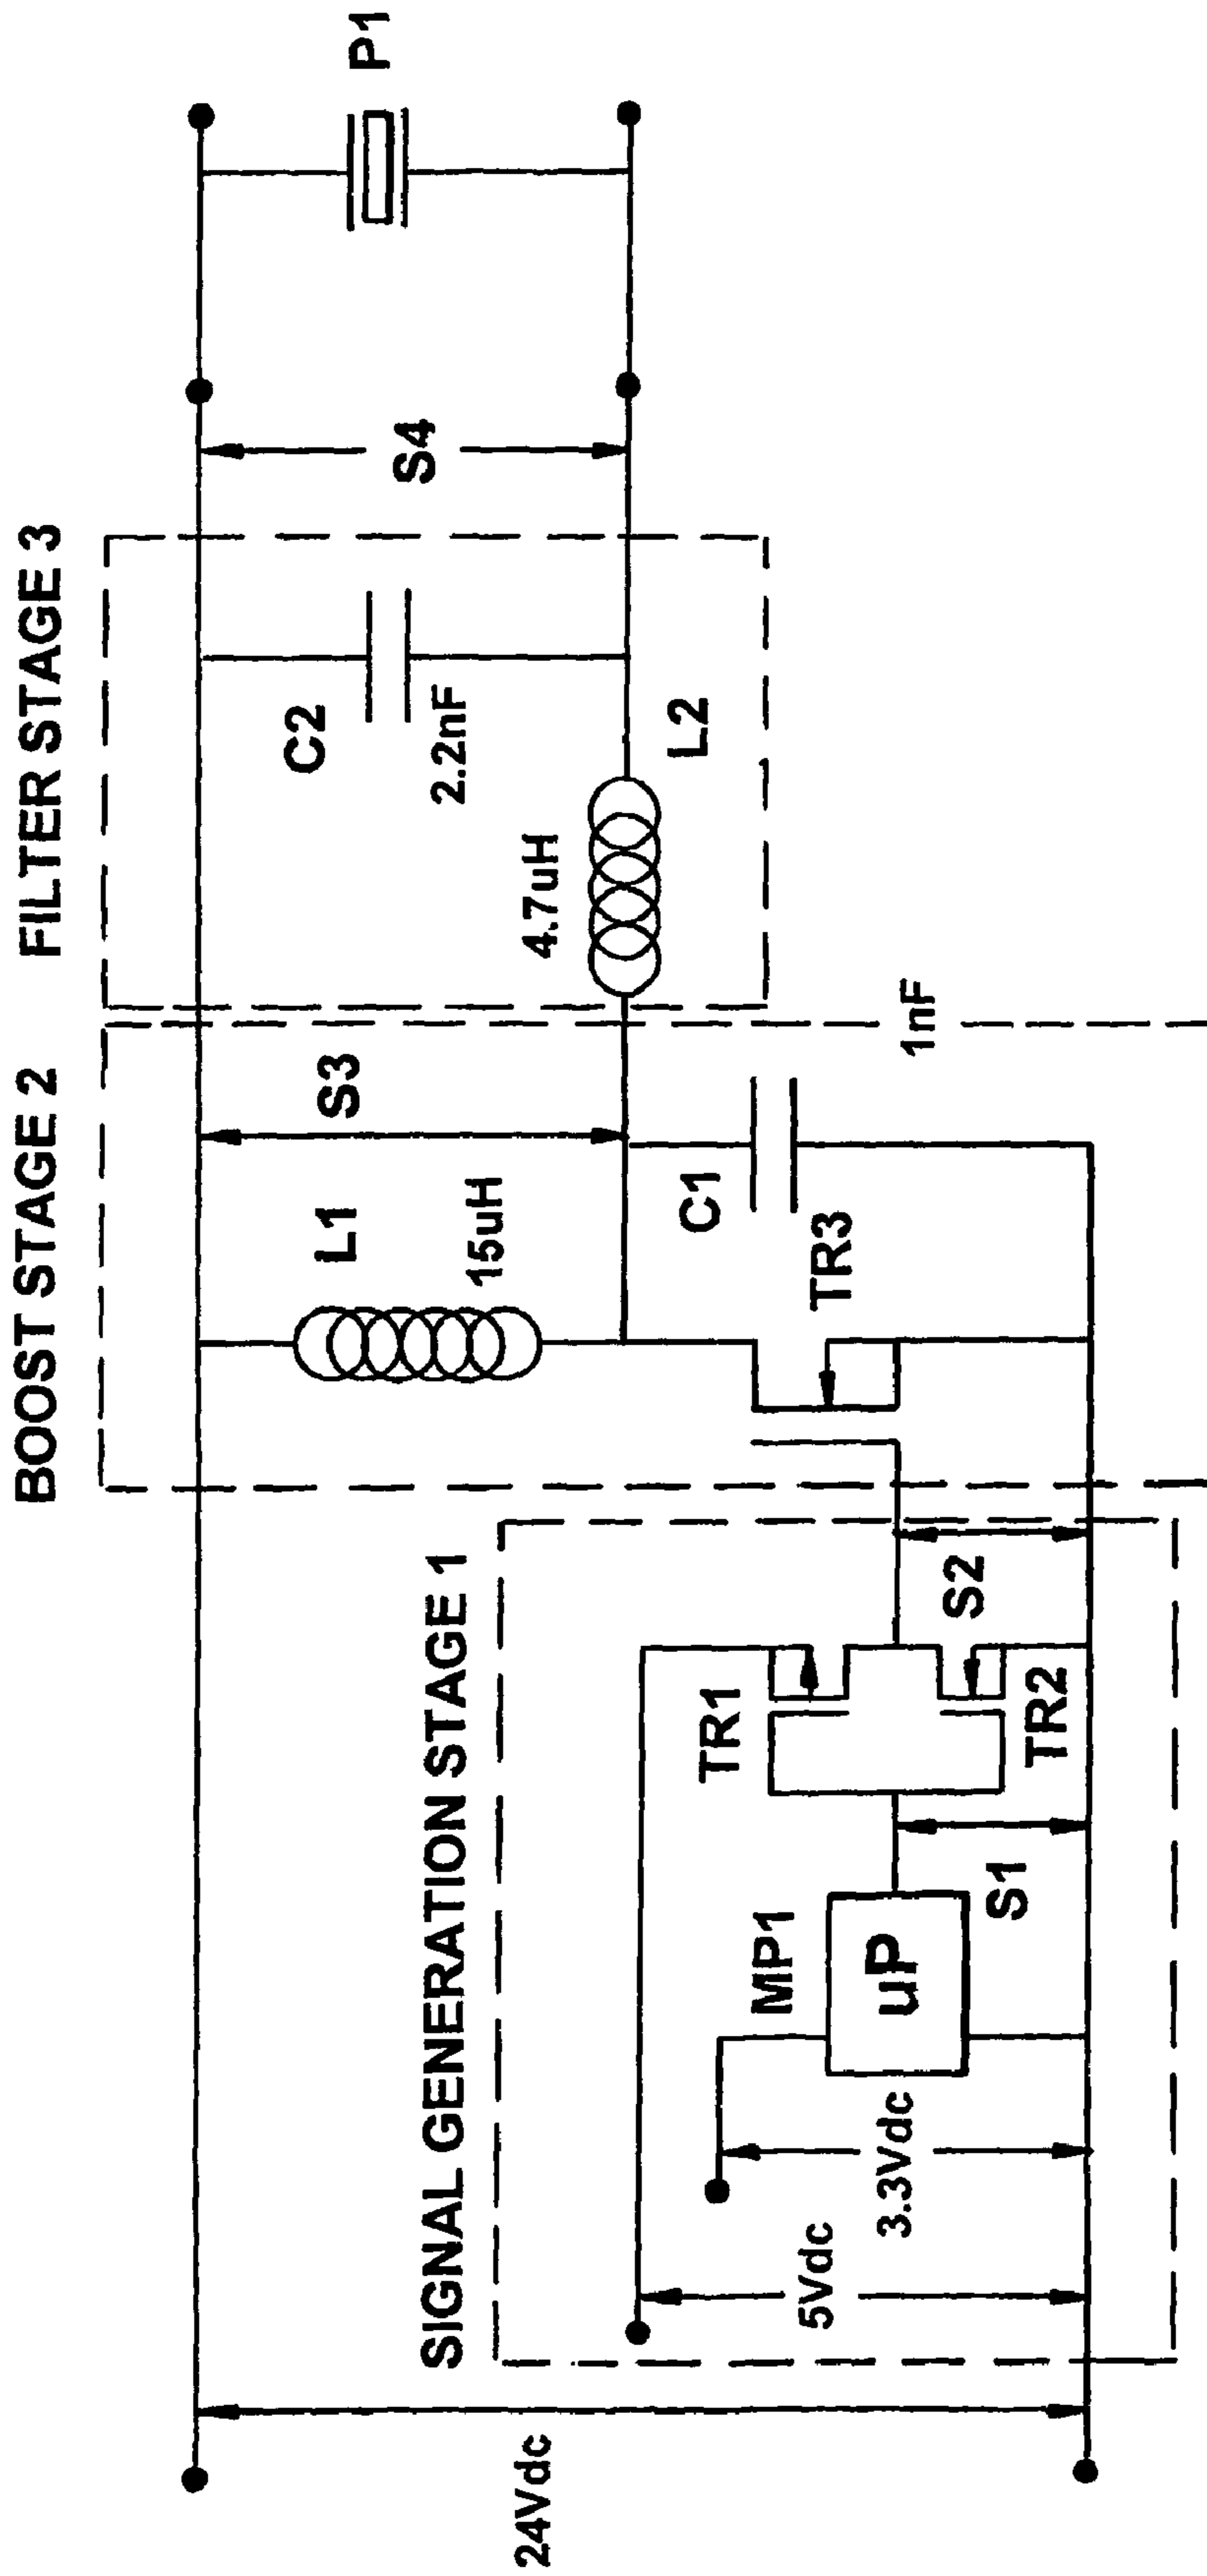 SIGNAL GENERATION STAGE 1
BOOST STAGE 2
FILTER STAGE 3
24Vdc
5Vdc
3.3Vdc
MP1
uP
S1
TR1
TR2
S2
L1
15uH
S3
TR3
C1
1nF
4.7uH
L2
C2
2.2nF
S4
P1